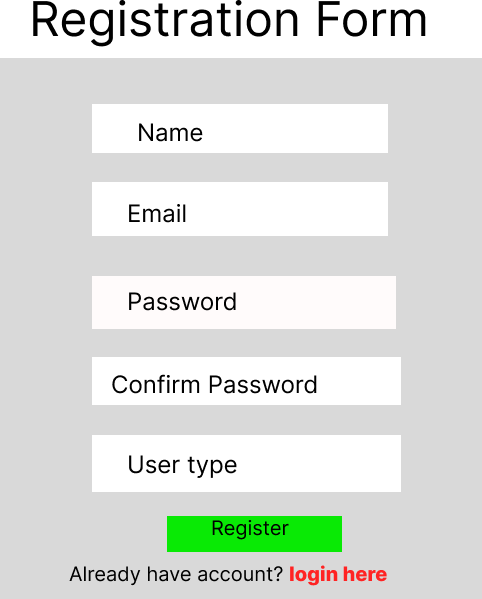 Registration Form
Name
Email
Password
Confirm Password
User type
Register
Already have account? login here